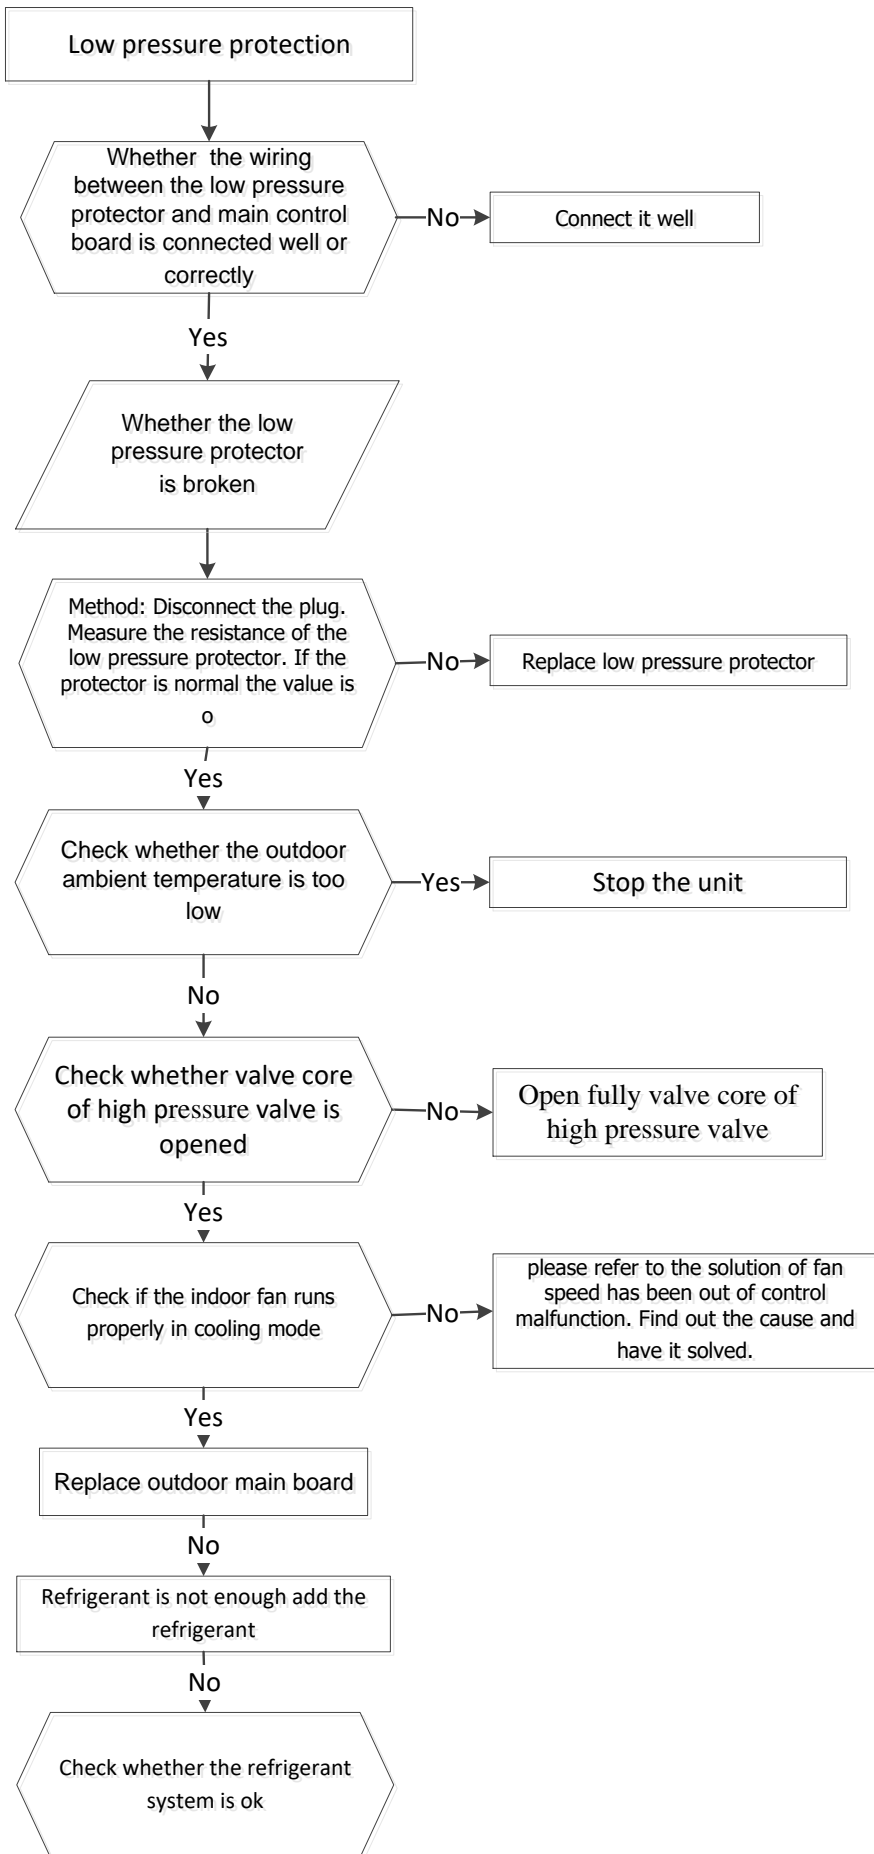 Low pressure protection
Whether the wiring
between the low pressure
protector and main control
board is connected well or
correctly
No
Connect it well
Yes
Whether the low
pressure protector
is broken
Method: Disconnect the plug.
Measure the resistance of the
low pressure protector. If the
protector is normal the value is
o
No
Replace low pressure protector
Yes
Check whether the outdoor
ambient temperature is too
low
Yes
Stop the unit
No
Check whether valve core
of high pressure valve is
opened
No
Open fully valve core of
high pressure valve
Yes
Check if the indoor fan runs
properly in cooling mode
No
please refer to the solution of fan
speed has been out of control
malfunction. Find out the cause and
have it solved.
Yes
Replace outdoor main board
No
Refrigerant is not enough add the
refrigerant
No
Check whether the refrigerant
system is ok